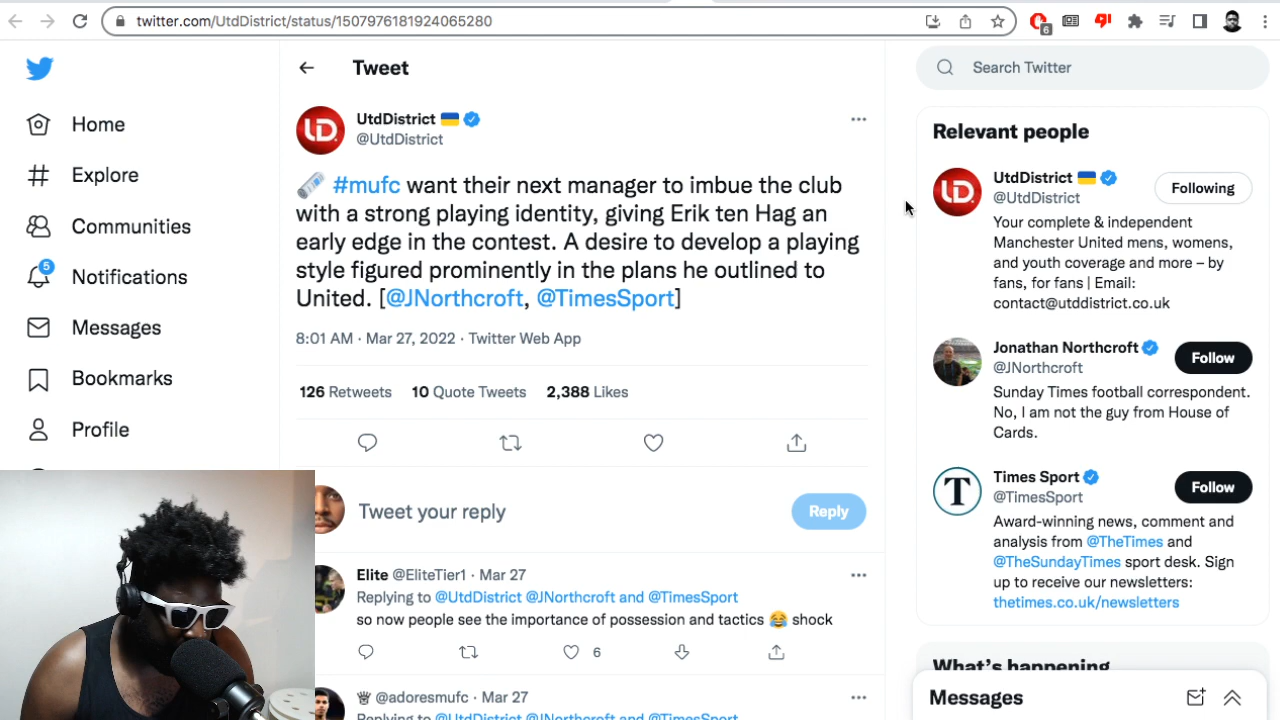 twitter.com/UtdDistrict/status/1507976181924065280
6
Home
Explore
Communities
5
Notifications
Messages
Bookmarks
Profile
Tweet
UtdDistrict
@UtdDistrict
#mufc want their next manager to imbue the club
with a strong playing identity, giving Erik ten Hag an
early edge in the contest. A desire to develop a playing
style figured prominently in the plans he outlined to
United. [@JNorthcroft, @TimesSport]
8:01 AM · Mar 27, 2022 · Twitter Web App
126 Retweets 10 Quote Tweets 2,388 Likes
Tweet your reply
Reply
Elite @EliteTier1 · Mar 27
Replying to @UtdDistrict @JNorthcroft and @TimesSport
so now people see the importance of possession and tactics 😂 shock
6
♛ @adoresmufc · Mar 27
Replying to @UtdDistrict @JNorthcroft and @TimesSport
Search Twitter
Relevant people
UtdDistrict
@UtdDistrict
Following
Your complete & independent
Manchester United mens, womens,
and youth coverage and more – by
fans, for fans | Email:
contact@utddistrict.co.uk
Jonathan Northcroft
@JNorthcroft
Follow
Sunday Times football correspondent.
No, I am not the guy from House of
Cards.
Times Sport
@TimesSport
Follow
Award-winning news, comment and
analysis from @TheTimes and
@TheSundayTimes sport desk. Sign
up to receive our newsletters:
thetimes.co.uk/newsletters
What's happening
Messages